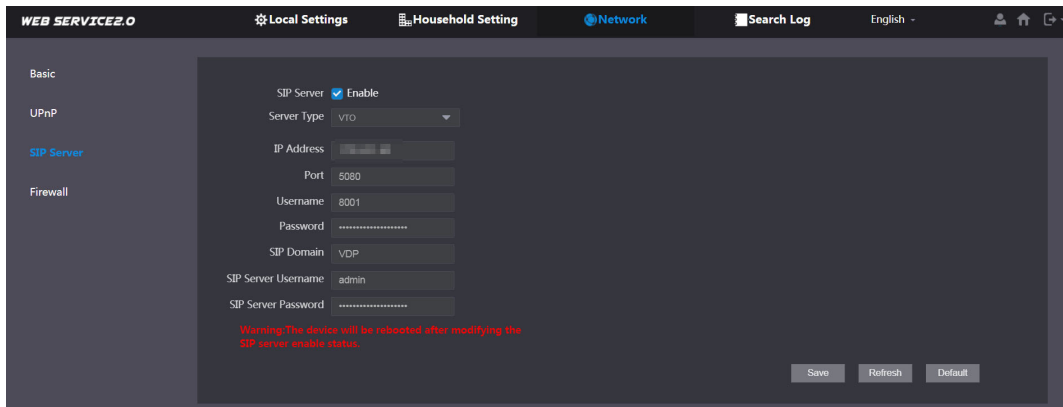 WEB SERVICE2.0 Local Settings Household Setting Network Search Log English
Basic
UPnP
SIP Server
Firewall
SIP Server Enable
Server Type VTO
IP Address
Port 5080
Username 8001
Password ••••••••••••••••••••
SIP Domain VDP
SIP Server Username admin
SIP Server Password ••••••••••••••••••••
Warning:The device will be rebooted after modifying the
SIP server enable status.
Save Refresh Default